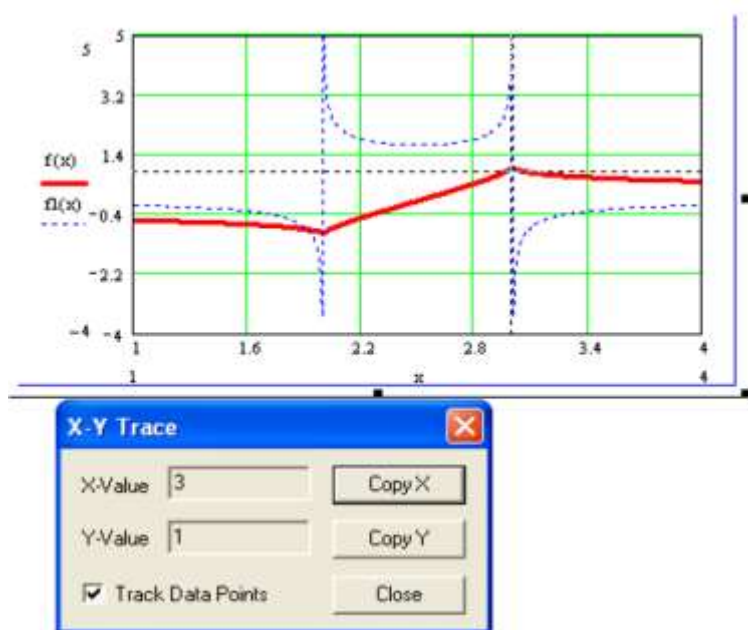 5 5
3.2
f(x) 1.4
f1(x) -0.4
-2.2
-4 -4
1 1.6 2.2 2.8 3.4 4
1 x 4
X-Y Trace
X-Value 3 Copy X
Y-Value 1 Copy Y
Track Data Points Close